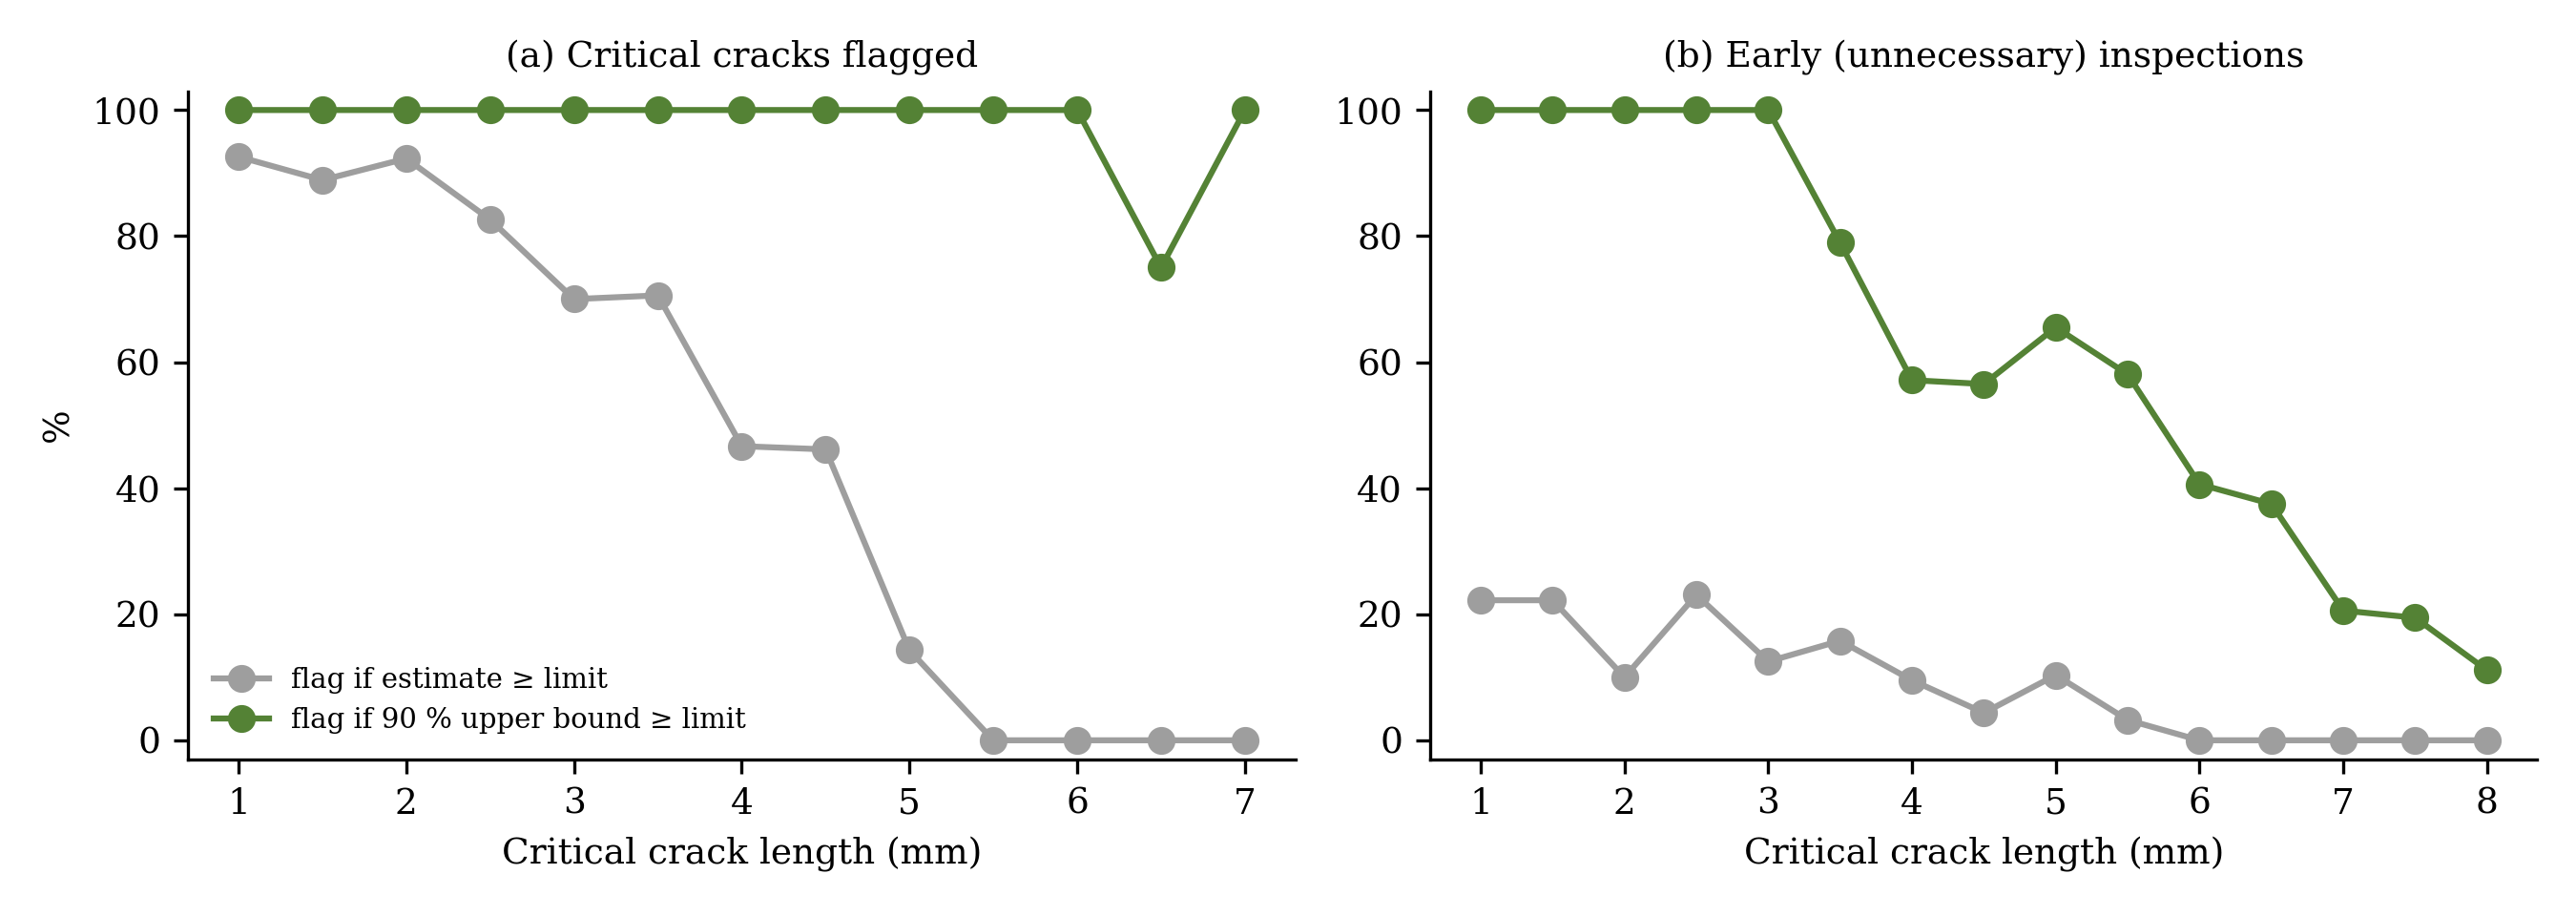 (a) Critical cracks flagged
100
80
60
40
20
0
%
flag if estimate ≥ limit
flag if 90 % upper bound ≥ limit
1 2 3 4 5 6 7
Critical crack length (mm)
(b) Early (unnecessary) inspections
100
80
60
40
20
0
1 2 3 4 5 6 7 8
Critical crack length (mm)